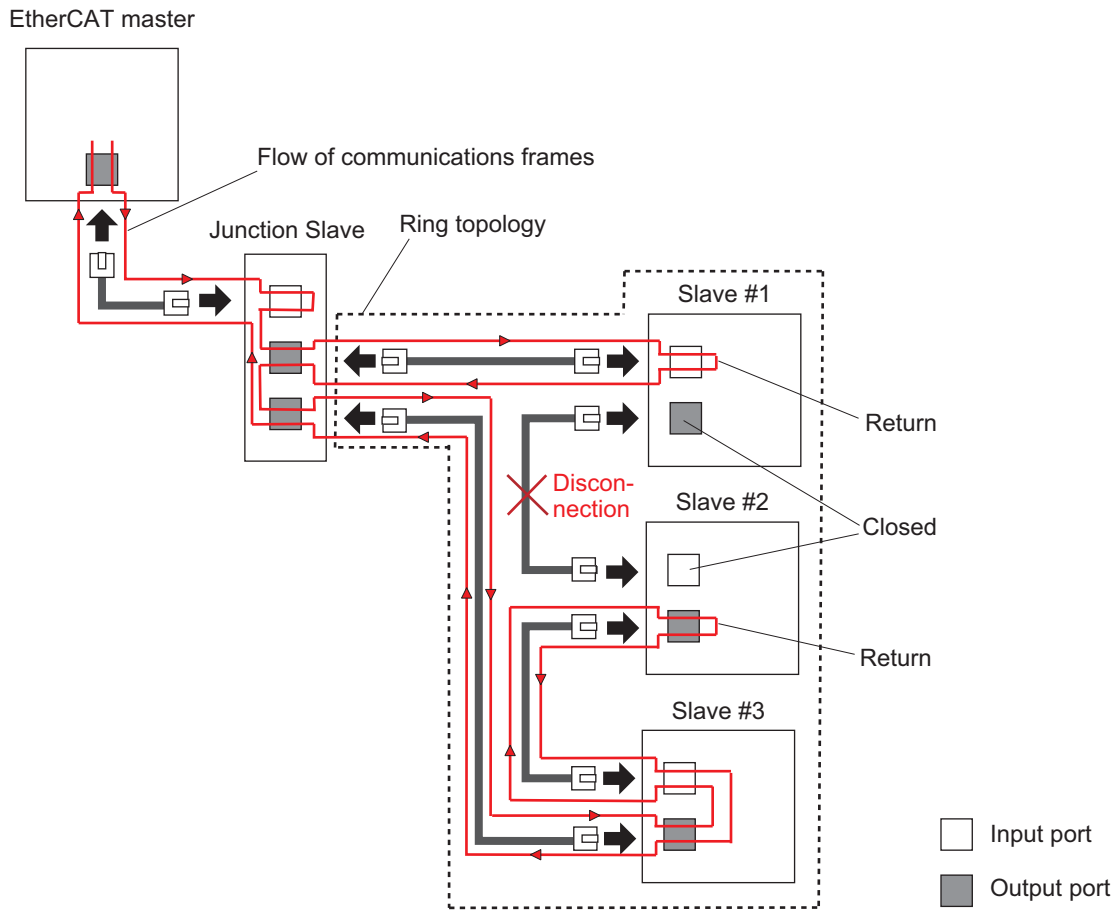 EtherCAT master
Flow of communications frames
Junction Slave
Ring topology
Slave #1
Return
Discon-
nection
Slave #2
Closed
Return
Slave #3
Input port
Output port